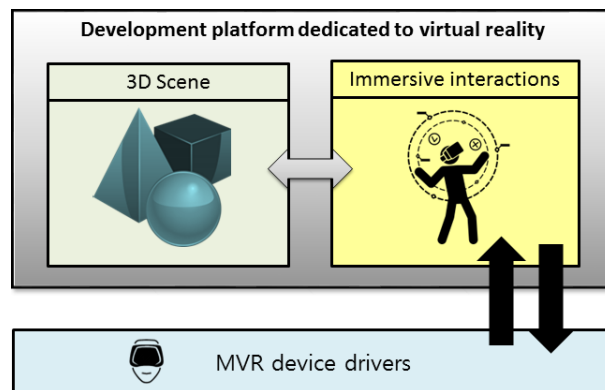 Development platform dedicated to virtual reality
3D Scene
Immersive interactions
MVR device drivers